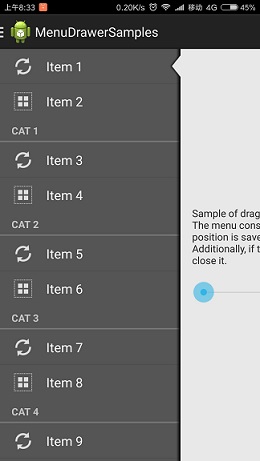 上午8:33 0.20K/s 移动 4G 45%
MenuDrawerSamples
Item 1
Item 2
CAT 1
Item 3
Item 4
CAT 2
Item 5
Item 6
CAT 3
Item 7
Item 8
CAT 4
Item 9
Sample of drag
The menu cons
position is save
Additionally, if t
close it.